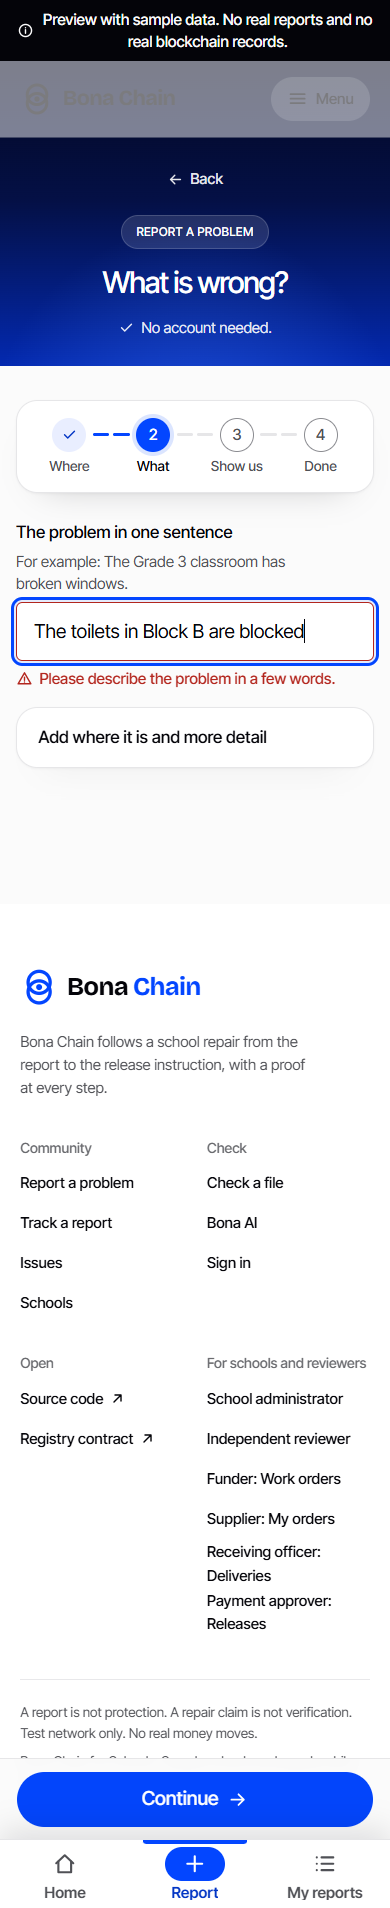 Preview with sample data. No real reports and no
real blockchain records.
Bona Chain
Menu
Back
REPORT A PROBLEM
What is wrong?
No account needed.
2
3
4
Where
What
Show us
Done
The problem in one sentence
For example: The Grade 3 classroom has
broken windows.
The toilets in Block B are blocked
Please describe the problem in a few words.
Add where it is and more detail
Bona Chain
Bona Chain follows a school repair from the
report to the release instruction, with a proof
at every step.
Community
Report a problem
Track a report
Issues
Schools
Check
Check a file
Bona AI
Sign in
Open
Source code
Registry contract
For schools and reviewers
School administrator
Independent reviewer
Funder: Work orders
Supplier: My orders
Receiving officer:
Deliveries
Payment approver:
Releases
A report is not protection. A repair claim is not verification.
Test network only. No real money moves.
Continue
Home
Report
My reports